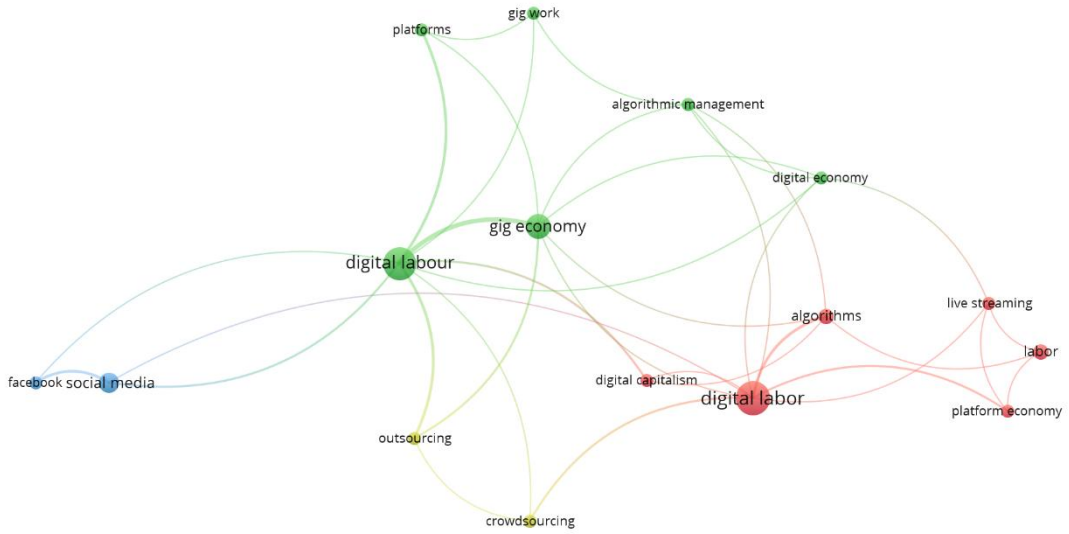 gig work
platforms
algorithmic management
digital economy
gig economy
digital labour
live streaming
algorithms
labor
digital capitalism
facebook
social media
digital labor
platform economy
outsourcing
crowdsourcing